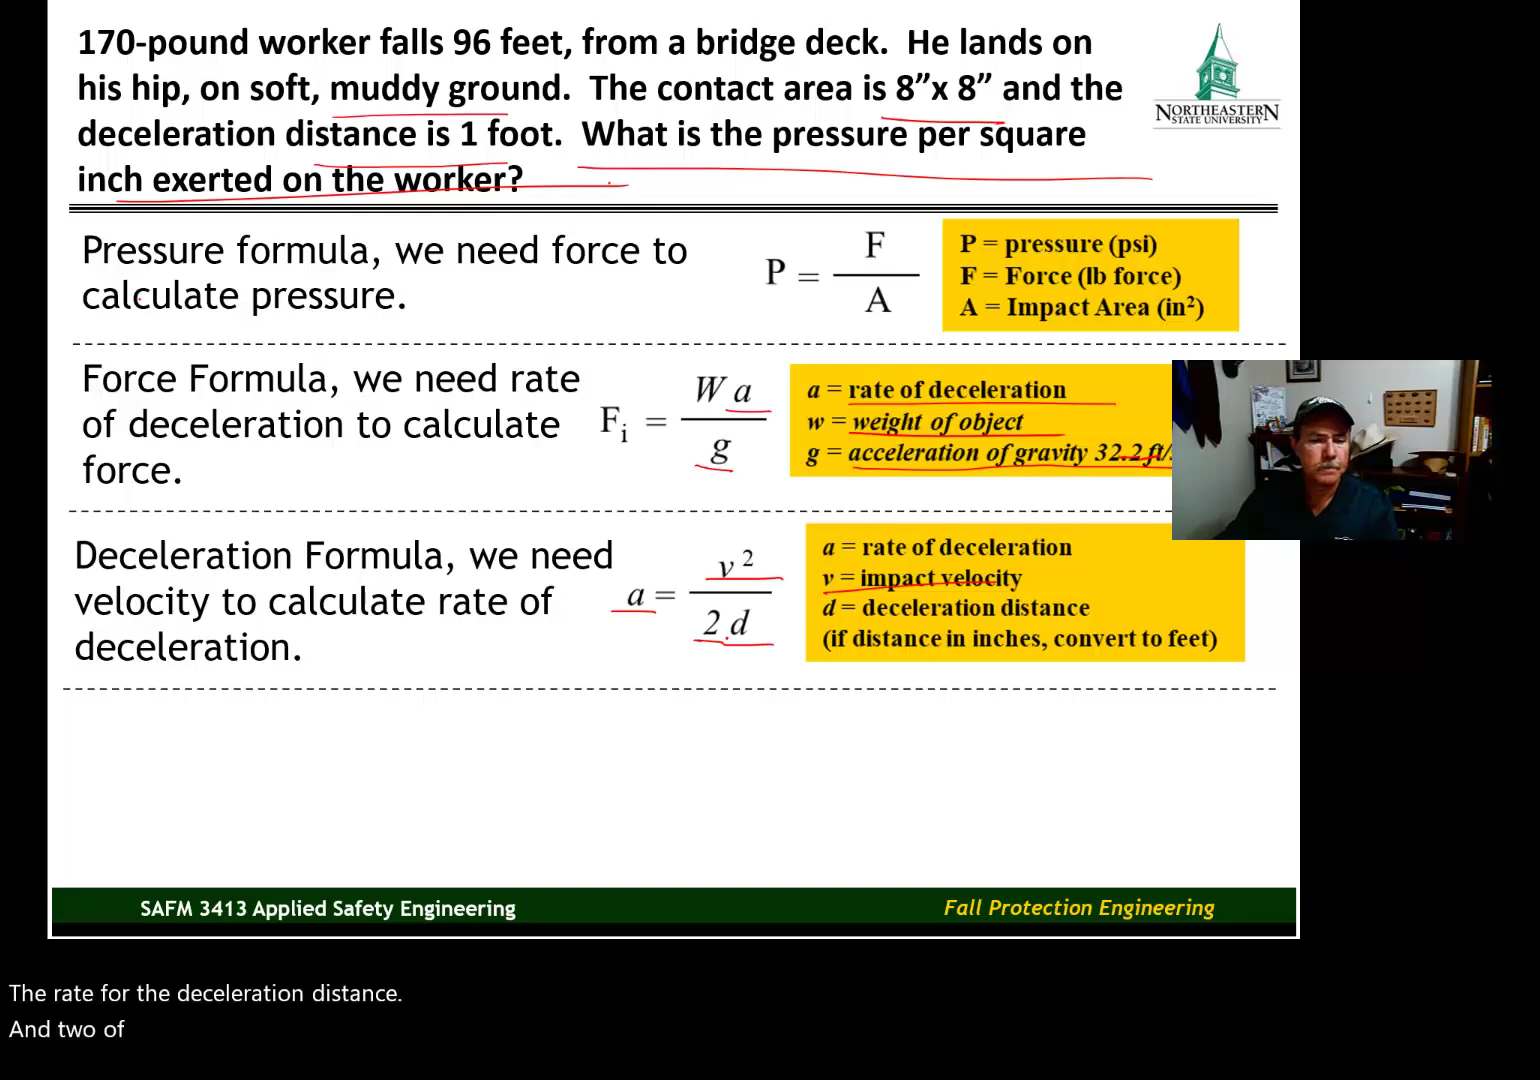 170-pound worker falls 96 feet, from a bridge deck. He lands on
his hip, on soft, muddy ground. The contact area is 8”x 8” and the
deceleration distance is 1 foot. What is the pressure per square
inch exerted on the worker?
NORTHEASTERN
STATE UNIVERSITY
Pressure formula, we need force to
calculate pressure.
P = F / A
P = pressure (psi)
F = Force (lb force)
A = Impact Area (in²)
Force Formula, we need rate
of deceleration to calculate
force.
Fᵢ = W a / g
a = rate of deceleration
w = weight of object
g = acceleration of gravity 32.2 ft/
Deceleration Formula, we need
velocity to calculate rate of
deceleration.
a = v² / 2 d
a = rate of deceleration
v = impact velocity
d = deceleration distance
(if distance in inches, convert to feet)
SAFM 3413 Applied Safety Engineering
Fall Protection Engineering
The rate for the deceleration distance.
And two of